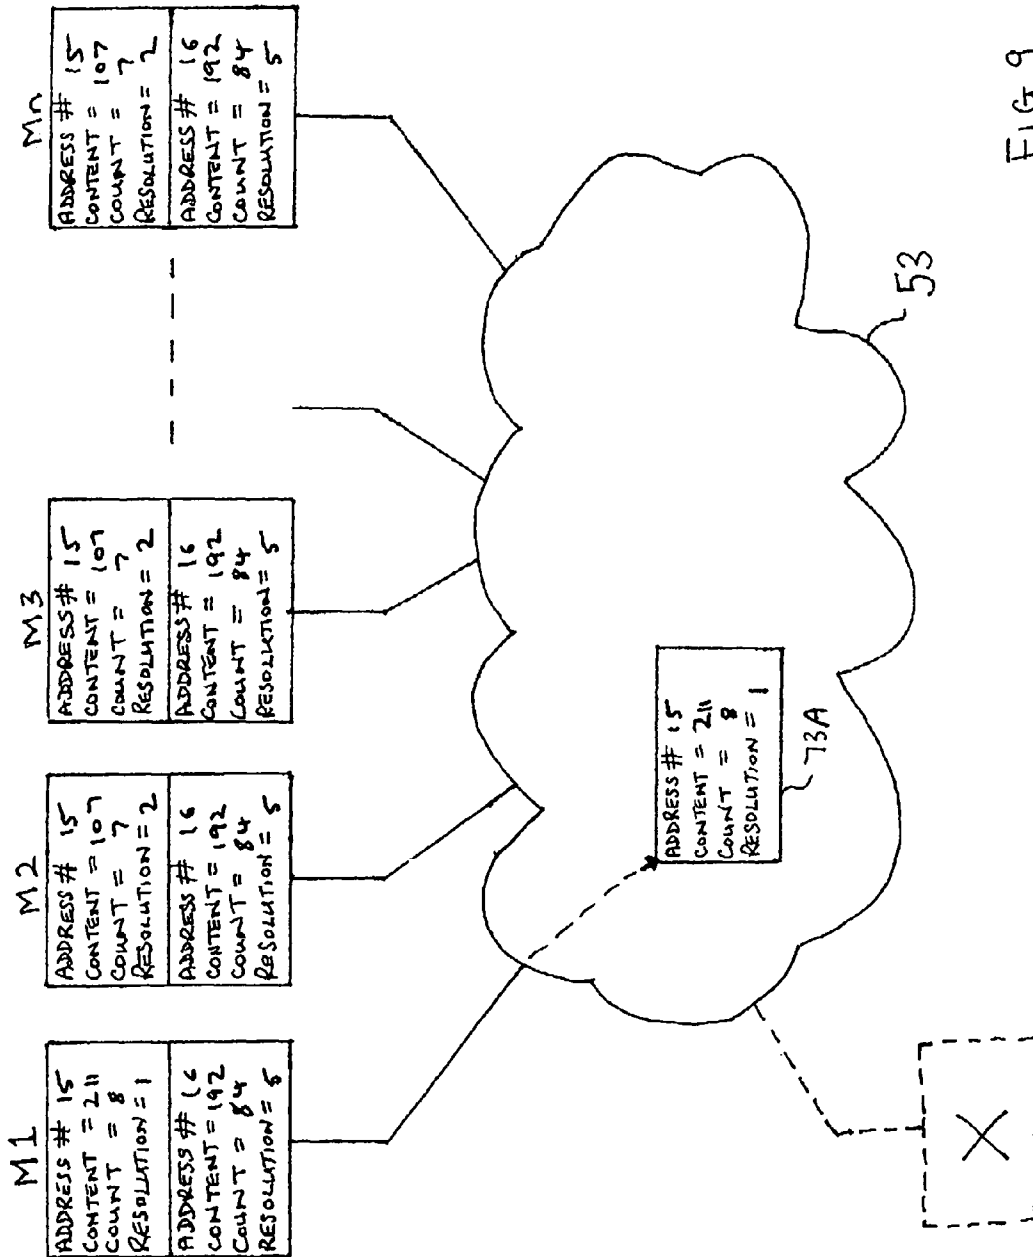 M1
ADDRESS # 15
CONTENT = 211
COUNT = 8
RESOLUTION = 1
ADDRESS # 16
CONTENT = 192
COUNT = 84
RESOLUTION = 5
M2
ADDRESS # 15
CONTENT = 107
COUNT = 7
RESOLUTION = 2
ADDRESS # 16
CONTENT = 192
COUNT = 84
RESOLUTION = 5
M3
ADDRESS # 15
CONTENT = 107
COUNT = 7
RESOLUTION = 2
ADDRESS # 16
CONTENT = 192
COUNT = 84
RESOLUTION = 5
Mn
ADDRESS # 15
CONTENT = 107
COUNT = 7
RESOLUTION = 2
ADDRESS # 16
CONTENT = 192
COUNT = 84
RESOLUTION = 5
ADDRESS # 15
CONTENT = 211
COUNT = 8
RESOLUTION = 1
73A
53
X
FIG 9